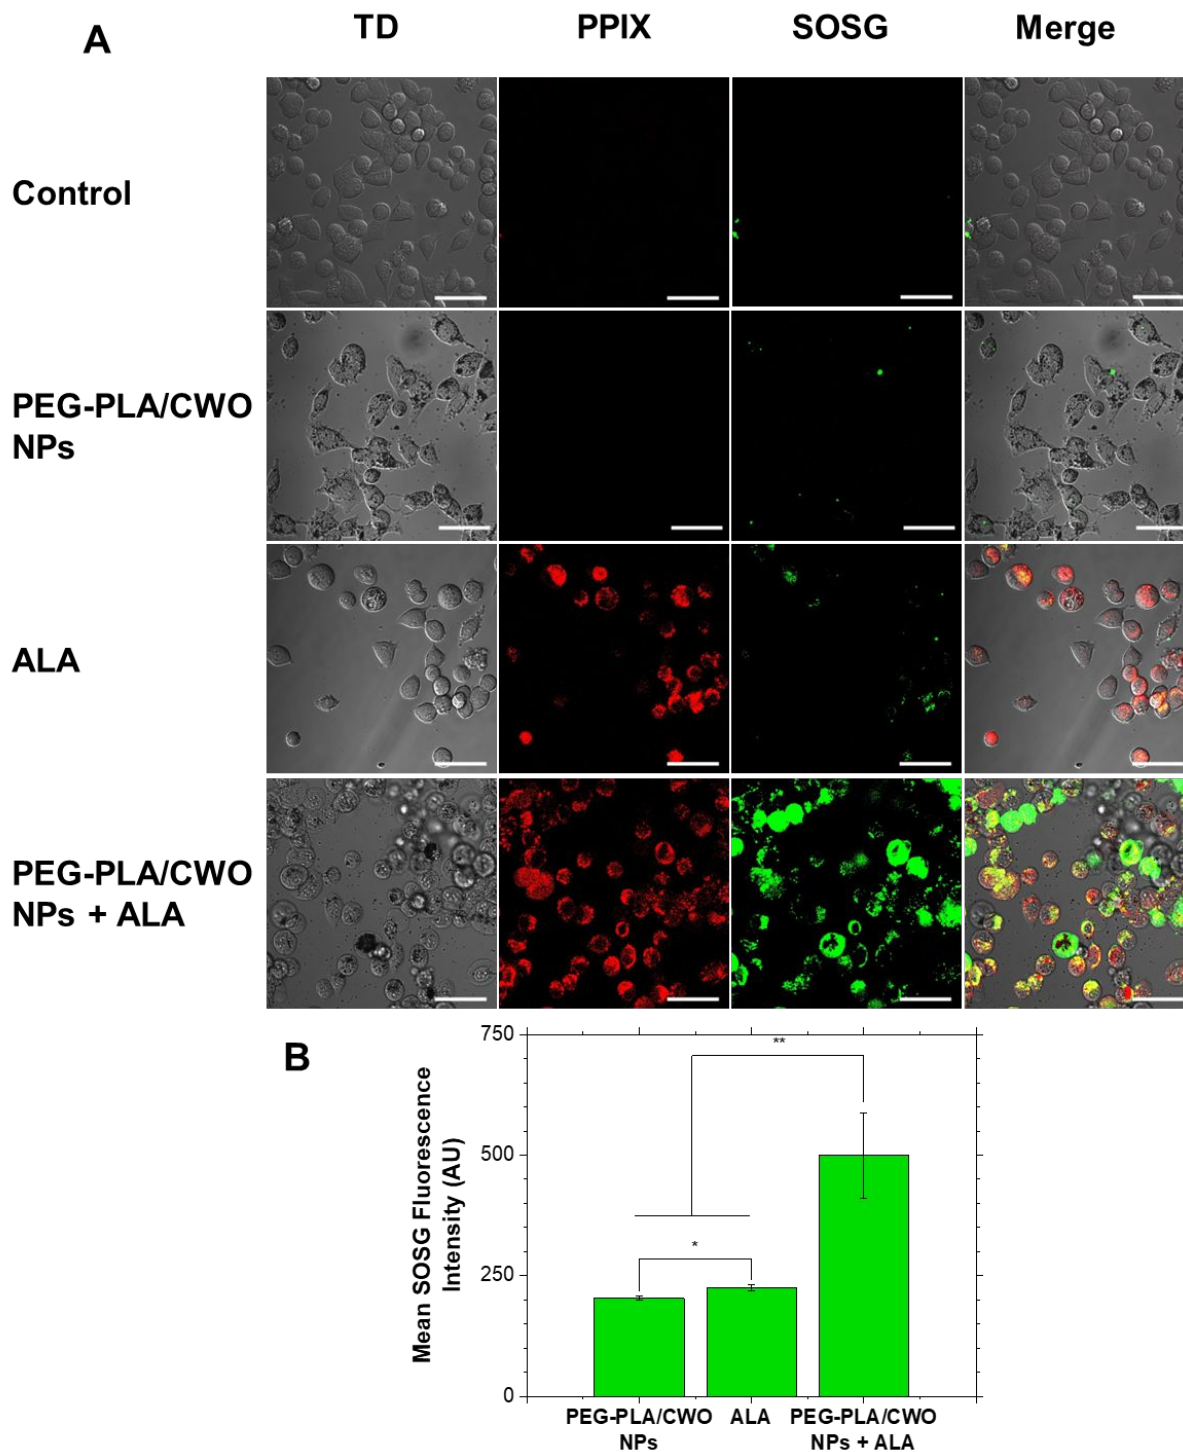 A
TD
PPIX
SOSG
Merge
Control
PEG-PLA/CWO
NPs
ALA
PEG-PLA/CWO
NPs + ALA
B
Mean SOSG Fluorescence
Intensity (AU)
750
500
250
0
**
*
PEG-PLA/CWO
NPs
ALA
PEG-PLA/CWO
NPs + ALA